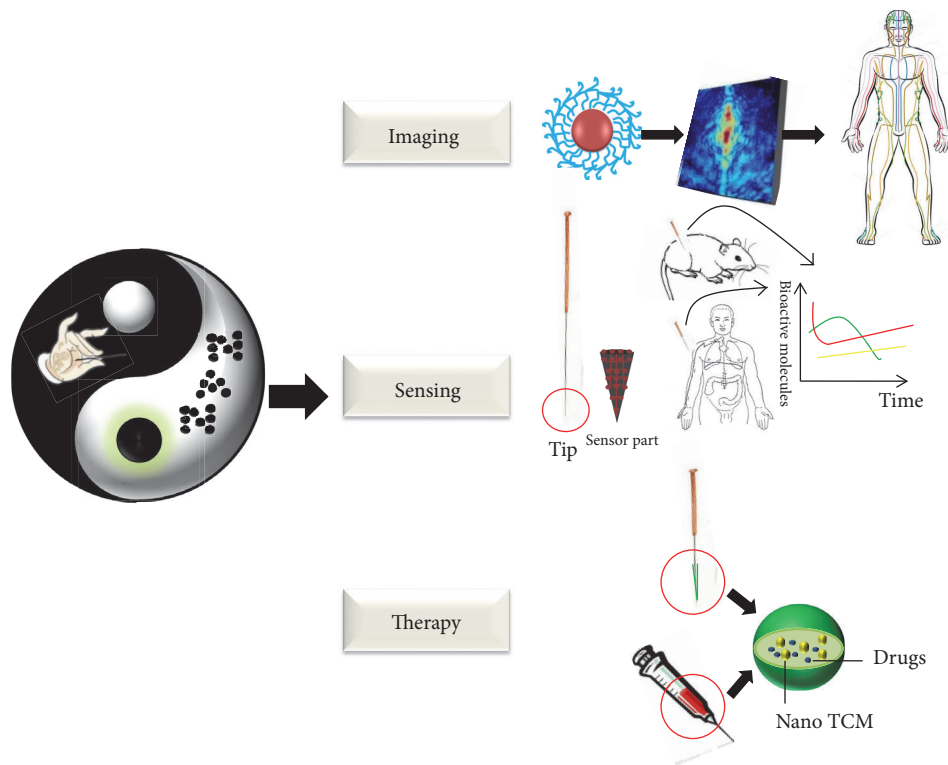 Imaging
Sensing
Tip
Sensor part
Bioactive molecules
Time
Therapy
Drugs
Nano TCM